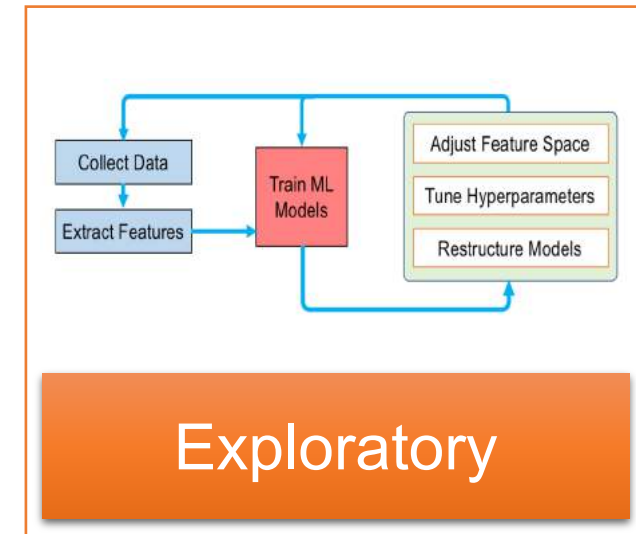 Collect Data
Extract Features
Train ML
Models
Adjust Feature Space
Tune Hyperparameters
Restructure Models
Exploratory